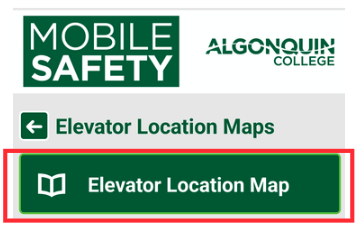 MOBILE
SAFETY
ALGONQUIN
COLLEGE
Elevator Location Maps
Elevator Location Map